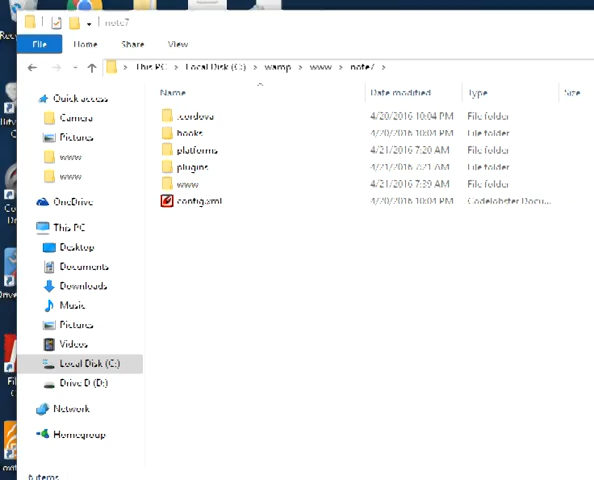 note7
File Home Share View
This PC Local Disk (C:) wamp www note7
Name Date modified Type Size
Quick access
Camera
Pictures
www
www
OneDrive
This PC
Desktop
Documents
Downloads
Music
Pictures
Videos
Local Disk (C:)
Drive D (D:)
Network
Homegroup
.cordova 4/20/2016 10:04 PM File folder
hooks 4/20/2016 10:04 PM File folder
platforms 4/21/2016 7:20 AM File folder
plugins 4/21/2016 7:21 AM File folder
www 4/21/2016 7:39 AM File folder
config.xml 4/20/2016 10:04 PM Codelobster Docu...
6 items